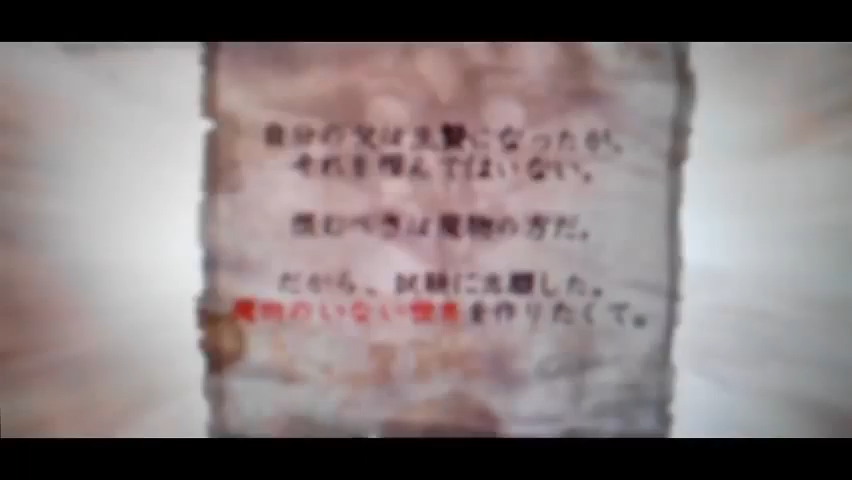 自分の父は生贄になったが、
それを恨んではいない。
恨むべきは魔物の方だ。
だから、試験に志願した。
魔物のいない世界を作りたくて。